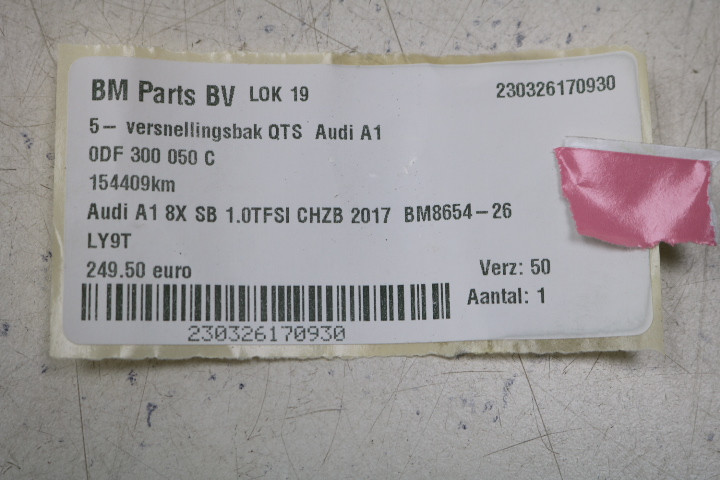 BM Parts BV LOK 19 230326170930
5- versnellingsbak QTS Audi A1
0DF 300 050 C
154409km
Audi A1 8X SB 1.0TFSI CHZB 2017 BM8654-26
LY9T
249.50 euro Verz: 50
Aantal: 1
230326170930